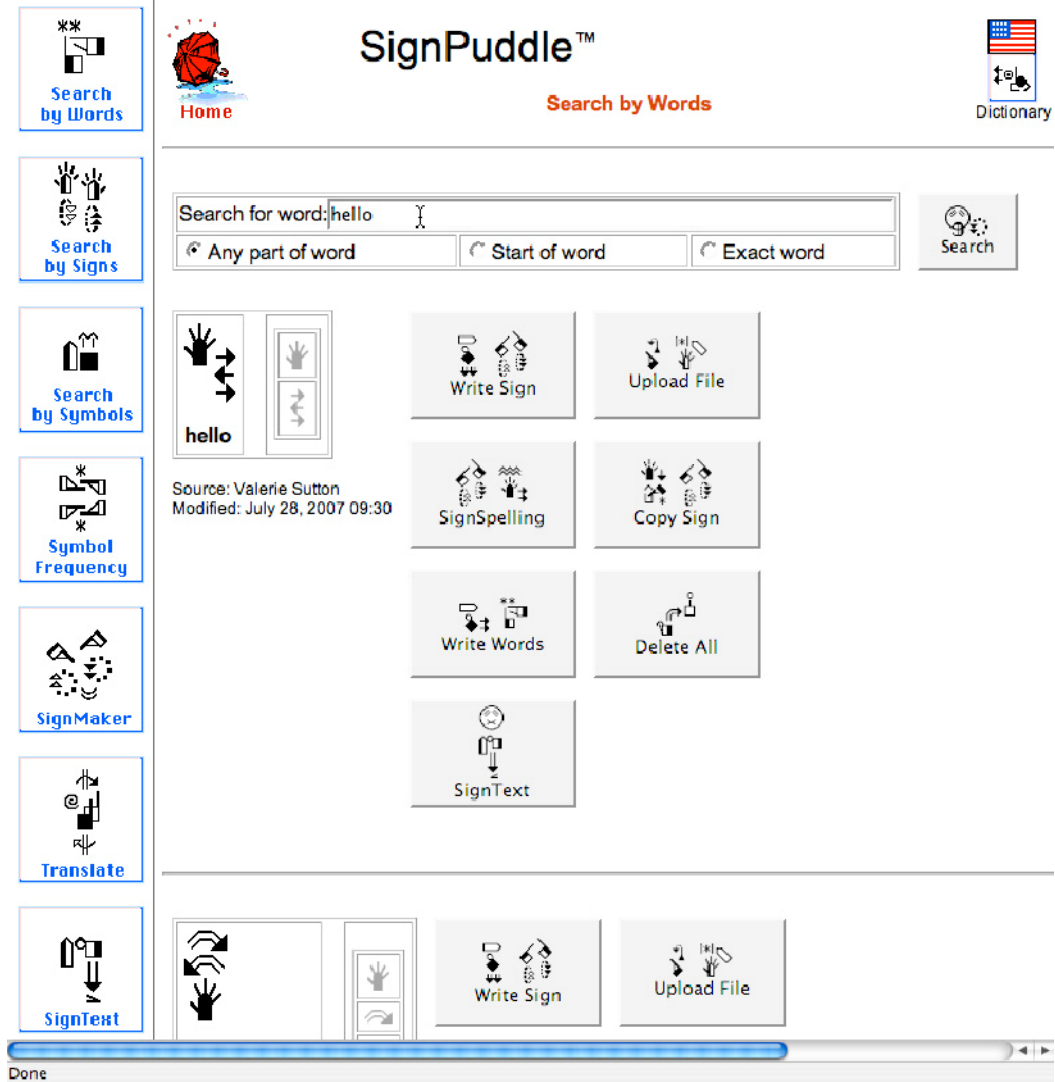 SignPuddle™
Search by Words
Home
Dictionary
Search
by Words
Search
by Signs
Search
by Symbols
Symbol
Frequency
SignMaker
Translate
SignText
Search for word: hello
Any part of word
Start of word
Exact word
Search
hello
Source: Valerie Sutton
Modified: July 28, 2007 09:30
Write Sign
Upload File
SignSpelling
Copy Sign
Write Words
Delete All
SignText
Write Sign
Upload File
Done